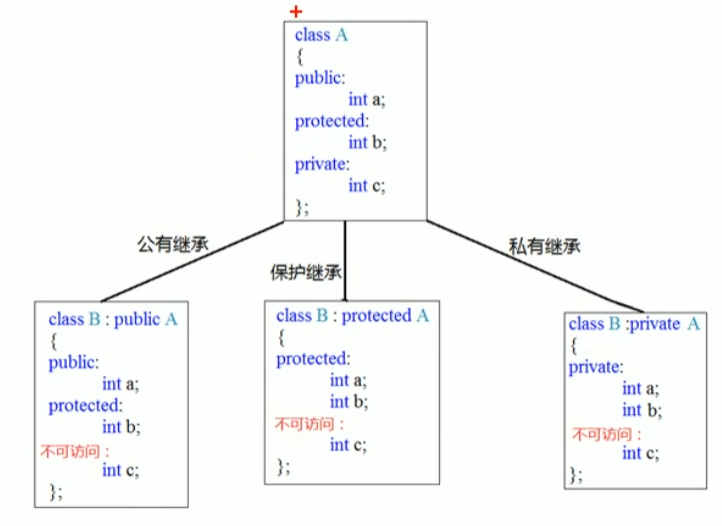 class A
{
public:
int a;
protected:
int b;
private:
int c;
};
公有继承
保护继承
私有继承
class B : public A
{
public:
int a;
protected:
int b;
不可访问：
int c;
};
class B : protected A
{
protected:
int a;
int b;
不可访问：
int c;
};
class B :private A
{
private:
int a;
int b;
不可访问：
int c;
};